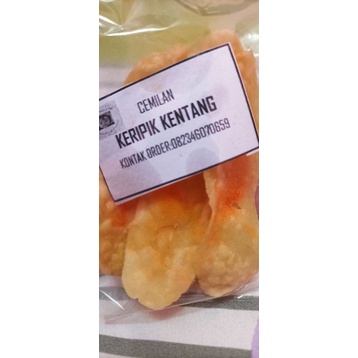 CEMILAN
KERIPIK KENTANG
KONTAK ORDER:082346070659